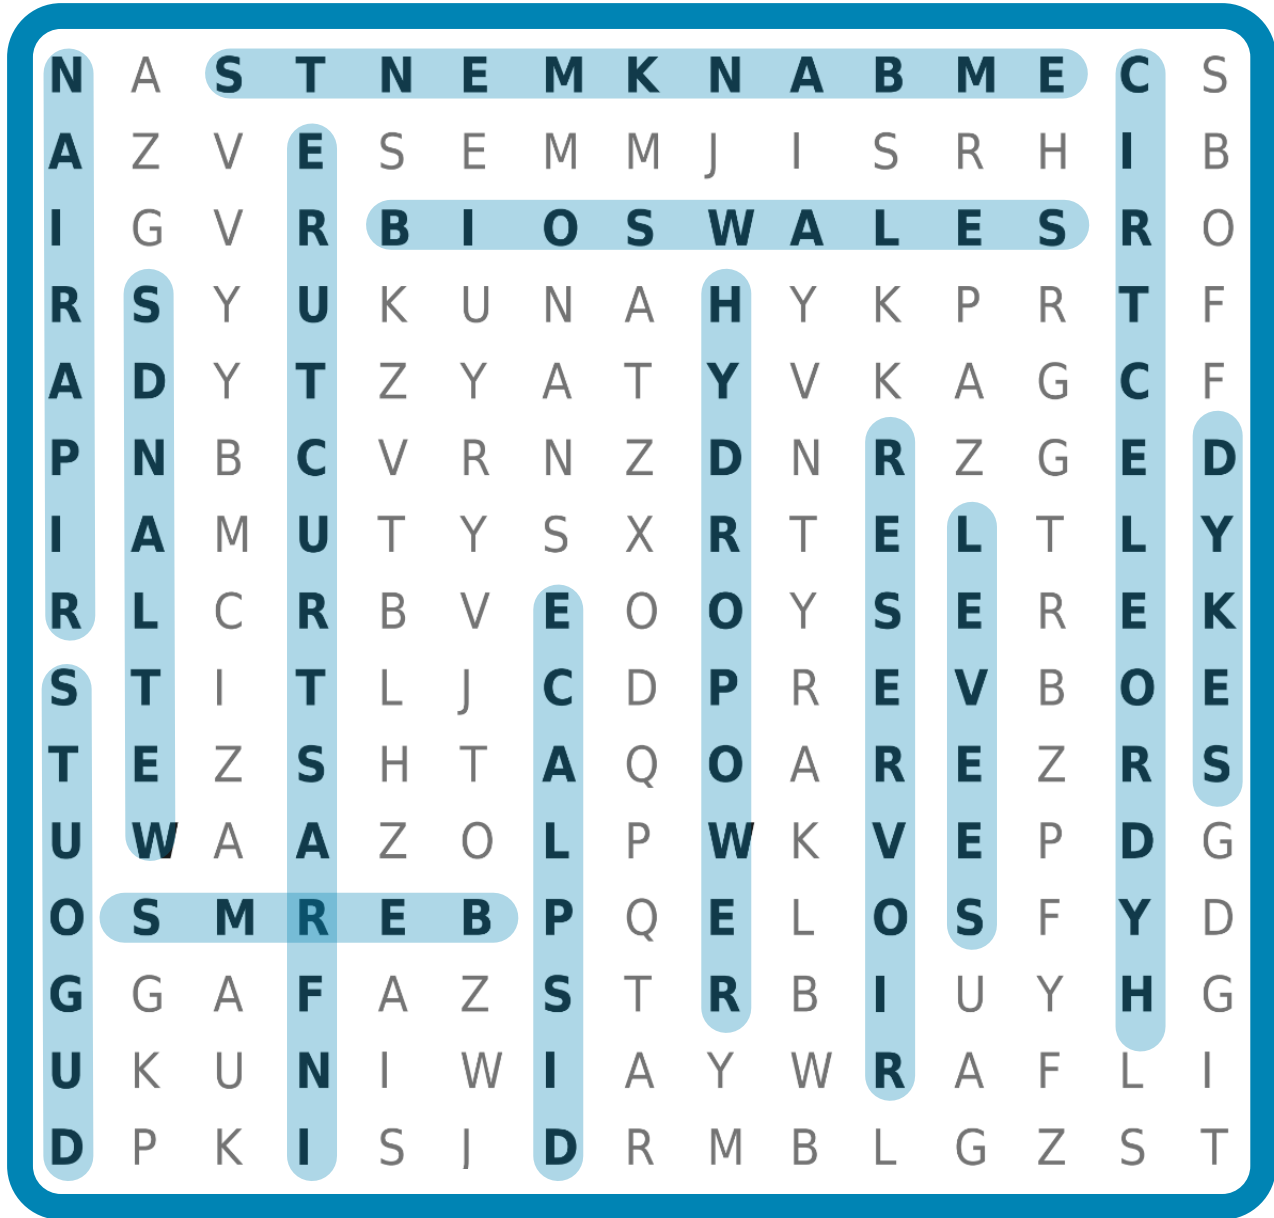 N A S T N E M K N A B M E C S
A Z V E S E M M J I S R H I B
I G V R B I O S W A L E S R O
R S Y U K U N A H Y K P R T F
A D Y T Z Y A T Y V K A G C F
P N B C V R N Z D N R Z G E D
I A M U T Y S X R T E L T L Y
R L C R B V E O O Y S E R E K
S T I T L J C D P R E V B O E
T E Z S H T A Q O A R E Z R S
U W A A Z O L P W K V E P D G
O S M R E B P Q E L O S F Y D
G G A F A Z S T R B I U Y H G
U K U N I W I A Y W R A F L I
D P K I S J D R M B L G Z S T